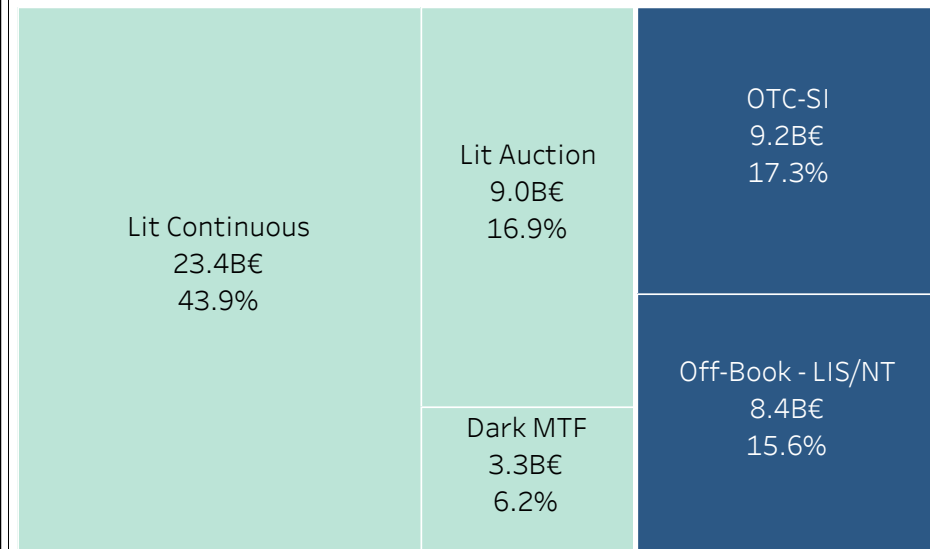 Lit Continuous
23.4B€
43.9%
Lit Auction
9.0B€
16.9%
Dark MTF
3.3B€
6.2%
OTC-SI
9.2B€
17.3%
Off-Book - LIS/NT
8.4B€
15.6%